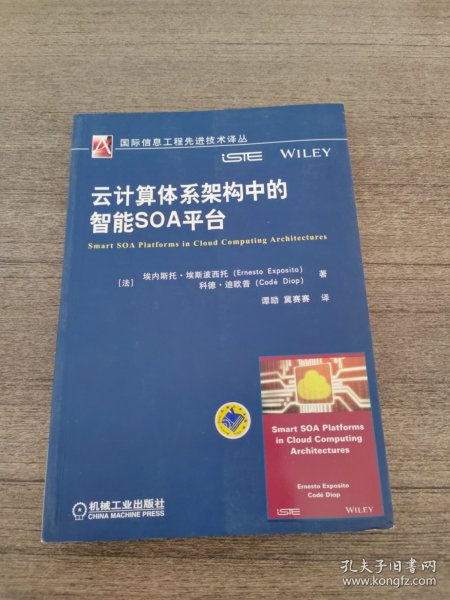 国际信息工程先进技术译丛
iSTE WILEY
云计算体系架构中的
智能SOA平台
Smart SOA Platforms in Cloud Computing Architectures
[法] 埃内斯托·埃斯波西托(Ernesto Exposito) 著
科德·迪欧普(Codé Diop)
谭励 冀赛赛 译
Smart SOA Platforms
in Cloud Computing
Architectures
Ernesto Exposito
Codé Diop
iSTE WILEY
机械工业出版社
CHINA MACHINE PRESS
孔夫子旧书网
www.kongfz.com